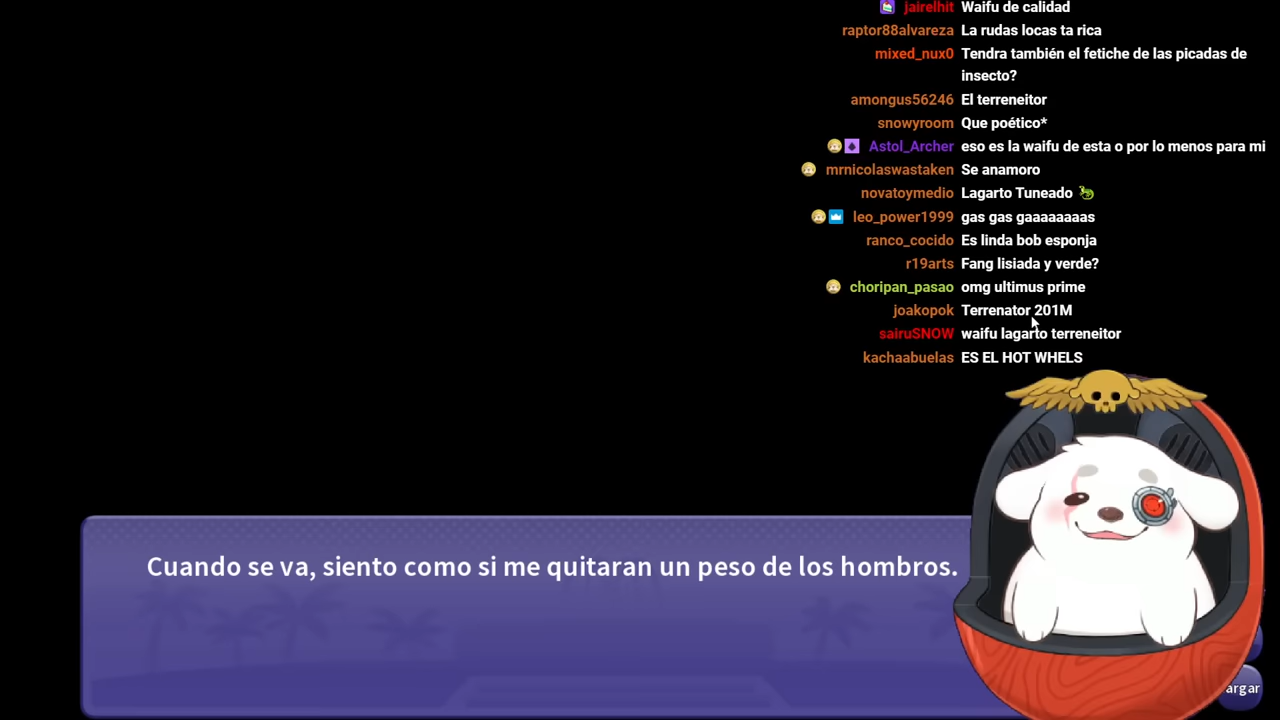 jairelhit Waifu de calidad
raptor88alvareza La rudas locas ta rica
mixed_nux0 Tendra también el fetiche de las picadas de
insecto?
amongus56246 El terreneitor
snowyroom Que poético*
Astol_Archer eso es la waifu de esta o por lo menos para mi
mrnicolaswastaken Se anamoro
novatoymedio Lagarto Tuneado 🦎
leo_power1999 gas gas gaaaaaaas
ranco_cocido Es linda bob esponja
r19arts Fang lisiada y verde?
choripan_pasao omg ultimus prime
joakopok Terrenator 201M
sairuSNOW waifu lagarto terreneitor
kachaabuelas ES EL HOT WHELS
Cuando se va, siento como si me quitaran un peso de los hombros.
argar